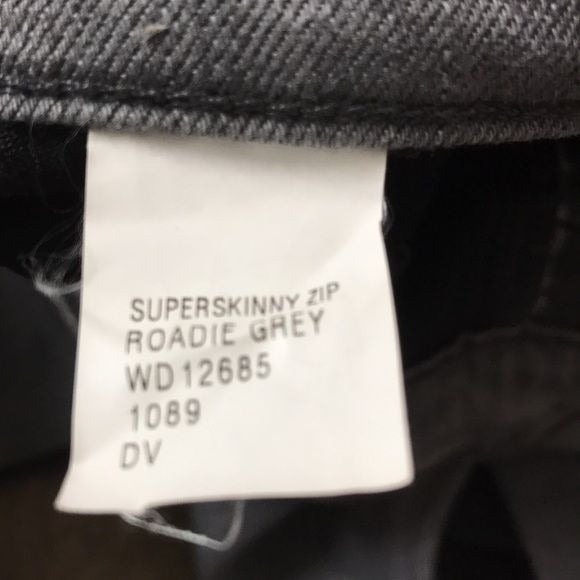 SUPERSKINNY ZIP
ROADIE GREY
WD12685
1089
DV